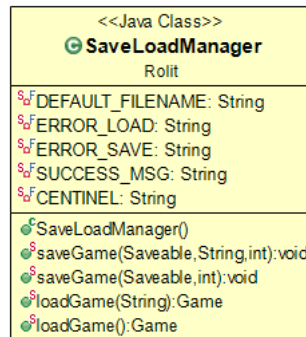 <<Java Class>>
SaveLoadManager
Rolit
DEFAULT_FILENAME: String
ERROR_LOAD: String
ERROR_SAVE: String
SUCCESS_MSG: String
CENTINEL: String
SaveLoadManager()
saveGame(Saveable,String,int):void
saveGame(Saveable,int):void
loadGame(String):Game
loadGame():Game